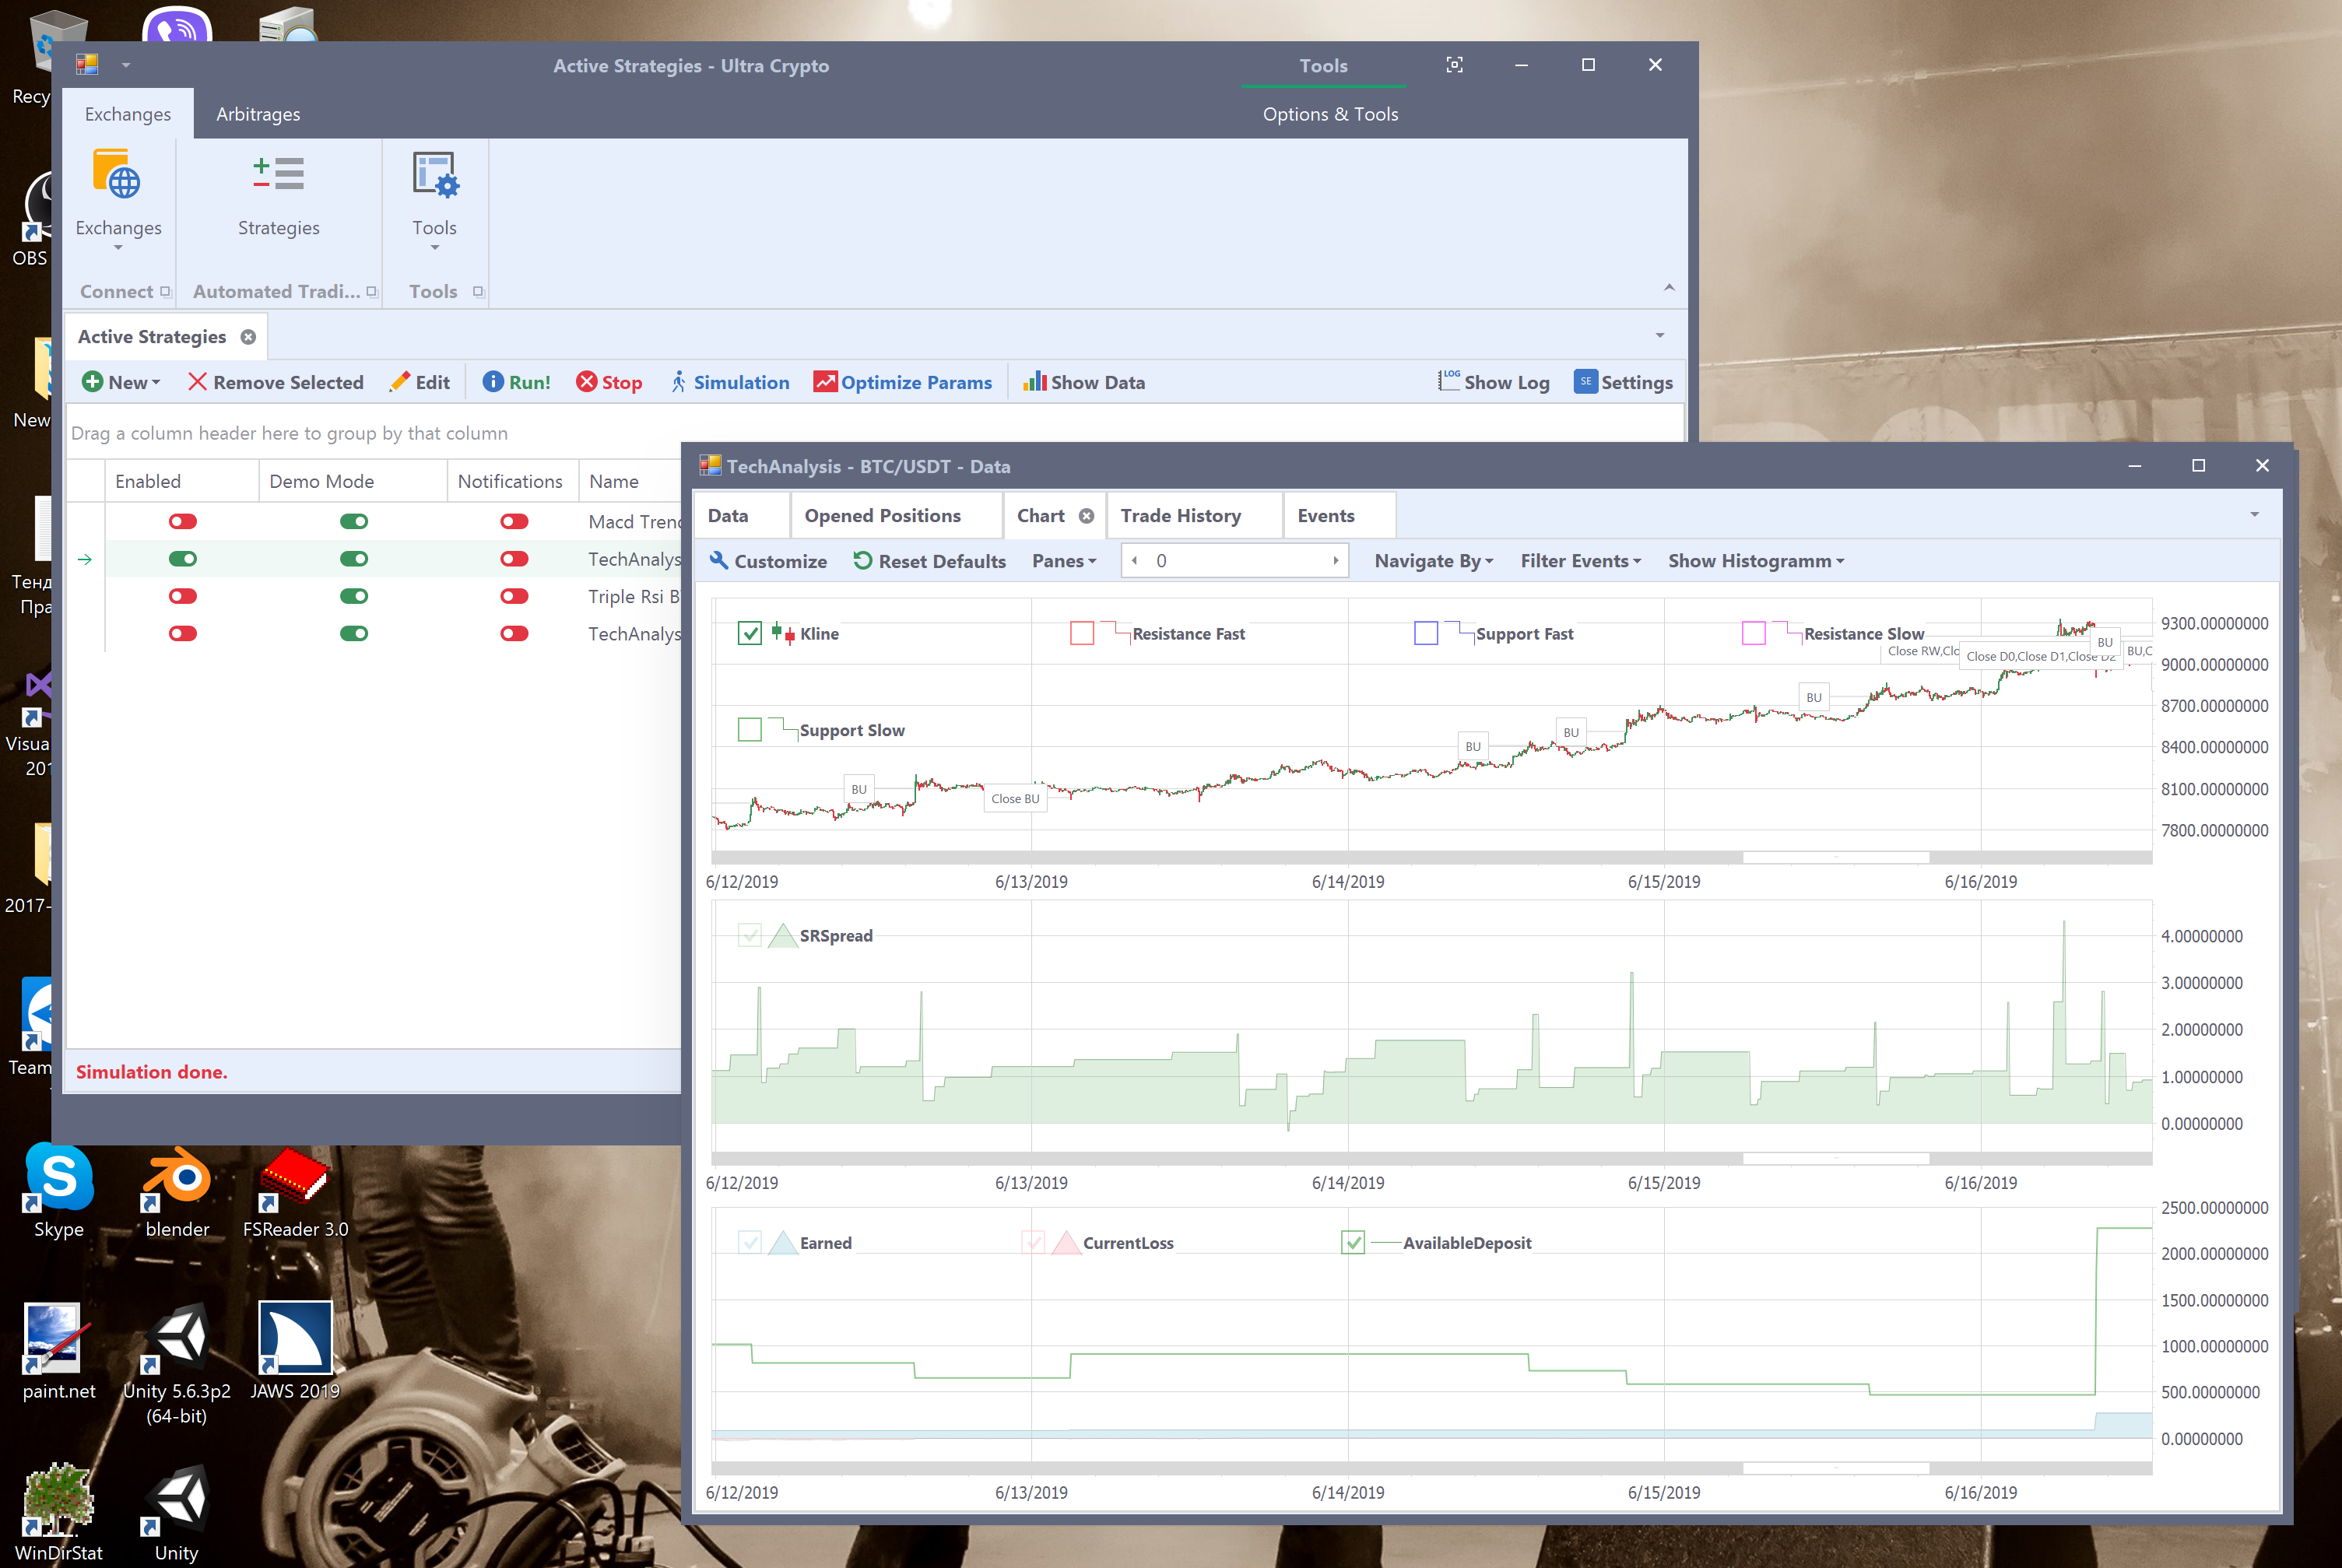 Recy
OBS
New
Тенд
Пра
Visua
201
2017-
Team
Skype
blender
FSReader 3.0
paint.net
Unity 5.6.3p2
(64-bit)
JAWS 2019
WinDirStat
Unity
Active Strategies - Ultra Crypto
Tools
Exchanges
Arbitrages
Options & Tools
Exchanges
Strategies
Tools
Connect
Automated Tradi...
Tools
Active Strategies
New
Remove Selected
Edit
Run!
Stop
Simulation
Optimize Params
Show Data
LOG
Show Log
SE
Settings
Drag a column header here to group by that column
Enabled
Demo Mode
Notifications
Name
Macd Trenc
TechAnalys
Triple Rsi B
TechAnalys
Simulation done.
TechAnalysis - BTC/USDT - Data
Data
Opened Positions
Chart
Trade History
Events
Customize
Reset Defaults
Panes
0
Navigate By
Filter Events
Show Histogramm
Kline
Resistance Fast
Support Fast
Resistance Slow
Support Slow
BU
Close BU
BU
BU
BU
Close RW,Clo
Close D0,Close D1,Close D2
BU
BU,C
9300.00000000
9000.00000000
8700.00000000
8400.00000000
8100.00000000
7800.00000000
6/12/2019
6/13/2019
6/14/2019
6/15/2019
6/16/2019
SRSpread
4.00000000
3.00000000
2.00000000
1.00000000
0.00000000
6/12/2019
6/13/2019
6/14/2019
6/15/2019
6/16/2019
Earned
CurrentLoss
AvailableDeposit
2500.00000000
2000.00000000
1500.00000000
1000.00000000
500.00000000
0.00000000
6/12/2019
6/13/2019
6/14/2019
6/15/2019
6/16/2019